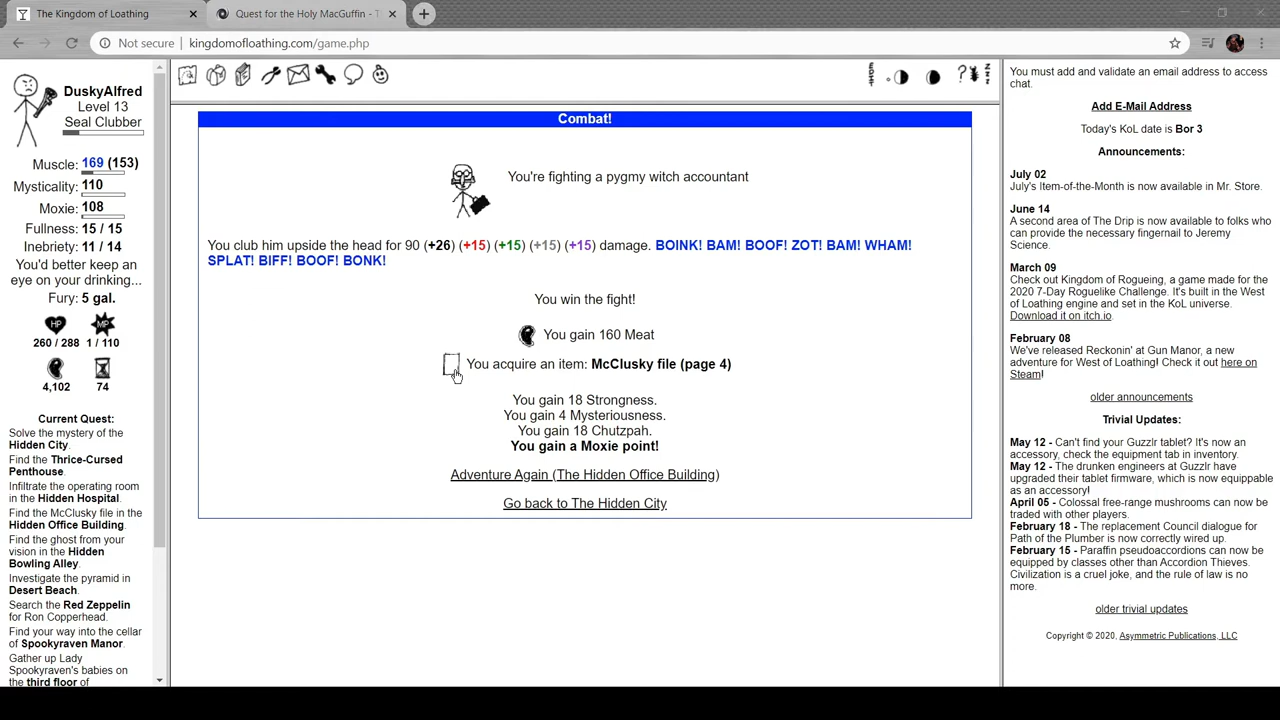 The Kingdom of Loathing
Quest for the Holy MacGuffin - T
Not secure | kingdomofloathing.com/game.php
DuskyAlfred
Level 13
Seal Clubber
Muscle: 169 (153)
Mysticality: 110
Moxie: 108
Fullness: 15 / 15
Inebriety: 11 / 14
You'd better keep an
eye on your drinking...
Fury: 5 gal.
HP
MP
260 / 288
1 / 110
4,102
74
Current Quest:
Solve the mystery of the
Hidden City.
Find the Thrice-Cursed
Penthouse.
Infiltrate the operating room
in the Hidden Hospital.
Find the McClusky file in the
Hidden Office Building.
Find the ghost from your
vision in the Hidden
Bowling Alley.
Investigate the pyramid in
Desert Beach.
Search the Red Zeppelin
for Ron Copperhead.
Find your way into the cellar
of Spookyraven Manor.
Gather up Lady
Spookyraven's babies on
the third floor of
Combat!
You're fighting a pygmy witch accountant
You club him upside the head for 90 (+26) (+15) (+15) (+15) (+15) damage. BOINK! BAM! BOOF! ZOT! BAM! WHAM!
SPLAT! BIFF! BOOF! BONK!
You win the fight!
You gain 160 Meat
You acquire an item: McClusky file (page 4)
You gain 18 Strongness.
You gain 4 Mysteriousness.
You gain 18 Chutzpah.
You gain a Moxie point!
Adventure Again (The Hidden Office Building)
Go back to The Hidden City
You must add and validate an email address to access
chat.
Add E-Mail Address
Today's KoL date is Bor 3
Announcements:
July 02
July's Item-of-the-Month is now available in Mr. Store.
June 14
A second area of The Drip is now available to folks who
can provide the necessary fingernail to Jeremy
Science.
March 09
Check out Kingdom of Rogueing, a game made for the
2020 7-Day Roguelike Challenge. It's built in the West
of Loathing engine and set in the KoL universe.
Download it on itch.io.
February 08
We've released Reckonin' at Gun Manor, a new
adventure for West of Loathing! Check it out here on
Steam!
older announcements
Trivial Updates:
May 12 - Can't find your Guzzlr tablet? It's now an
accessory, check the equipment tab in inventory.
May 12 - The drunken engineers at Guzzlr have
upgraded their tablet firmware, which is now equippable
as an accessory!
April 05 - Colossal free-range mushrooms can now be
traded with other players.
February 18 - The replacement Council dialogue for
Path of the Plumber is now correctly wired up.
February 15 - Paraffin pseudoaccordions can now be
equipped by classes other than Accordion Thieves.
Civilization is a cruel joke, and the rule of law is no
more.
older trivial updates
Copyright © 2020, Asymmetric Publications, LLC